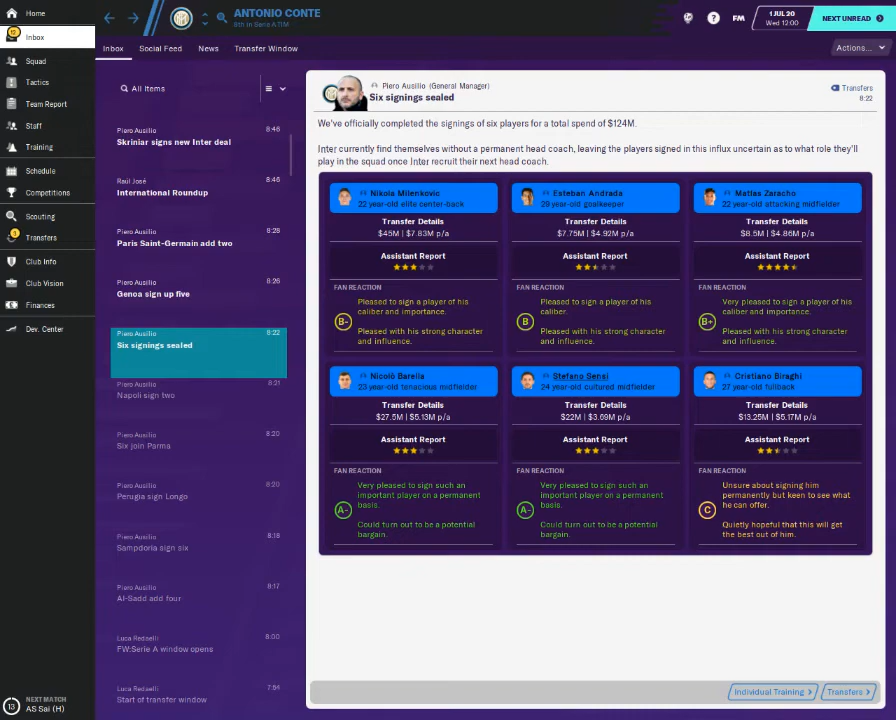 Home
Inbox
Squad
Tactics
Team Report
Staff
Training
Schedule
Competitions
Scouting
Transfers
Club Info
Club Vision
Finances
Dev. Center
13
NEXT MATCH
AS Sai (H)
ANTONIO CONTE
6th in Serie A TIM
?
FM
1 JUL 20
Wed 12:00
NEXT UNREAD
Inbox
Social Feed
News
Transfer Window
Actions...
All Items
Piero Ausilio 8:46
Skriniar signs new Inter deal
Raúl José 8:46
International Roundup
Piero Ausilio 8:28
Paris Saint-Germain add two
Piero Ausilio 8:26
Genoa sign up five
Piero Ausilio 8:22
Six signings sealed
Piero Ausilio 8:21
Napoli sign two
Piero Ausilio 8:20
Six join Parma
Piero Ausilio 8:20
Perugia sign Longo
Piero Ausilio 8:18
Sampdoria sign six
Piero Ausilio 8:17
Al-Sadd add four
Luca Redaelli 8:00
FW:Serie A window opens
Luca Redaelli 7:54
Start of transfer window
Piero Ausilio (General Manager)
Six signings sealed
Transfers
8:22
We've officially completed the signings of six players for a total spend of $124M.
Inter currently find themselves without a permanent head coach, leaving the players signed in this influx uncertain as to what role they'll
play in the squad once Inter recruit their next head coach.
Nikola Milenkovic
22 year-old elite center-back
Transfer Details
$45M | $7.83M p/a
Assistant Report
FAN REACTION
B-
Pleased to sign a player of his
caliber and importance.
Pleased with his strong character
and influence.
Esteban Andrada
29 year-old goalkeeper
Transfer Details
$7.75M | $4.92M p/a
Assistant Report
FAN REACTION
B
Pleased to sign a player of his
caliber.
Pleased with his strong character
and influence.
Matías Zaracho
22 year-old attacking midfielder
Transfer Details
$8.5M | $4.86M p/a
Assistant Report
FAN REACTION
B+
Very pleased to sign a player of his
caliber and importance.
Pleased with his strong character
and influence.
Nicolò Barella
23 year-old tenacious midfielder
Transfer Details
$27.5M | $5.13M p/a
Assistant Report
FAN REACTION
A-
Very pleased to sign such an
important player on a permanent
basis.
Could turn out to be a potential
bargain.
Stefano Sensi
24 year-old cultured midfielder
Transfer Details
$22M | $3.69M p/a
Assistant Report
FAN REACTION
A-
Very pleased to sign such an
important player on a permanent
basis.
Could turn out to be a potential
bargain.
Cristiano Biraghi
27 year-old fullback
Transfer Details
$13.25M | $5.17M p/a
Assistant Report
FAN REACTION
C
Unsure about signing him
permanently but keen to see what
he can offer.
Quietly hopeful that this will get
the best out of him.
Individual Training
Transfers